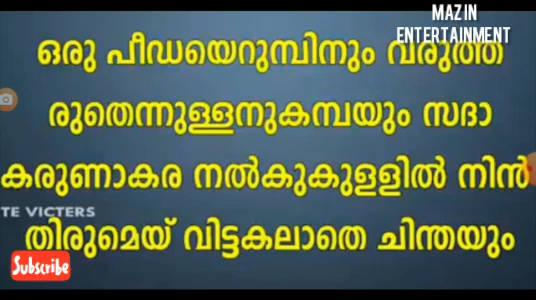 MAZIN
ENTERTAINMENT
ഒരു പീഡയെറുമ്പിനും വരുത്ത
രുതെന്നുള്ളനുകമ്പയും സദാ
കരുണാകര നൽകുകുള്ളിൽ നിൻ
TE VICTERS
തിരുമെയ് വിട്ടകലാതെ ചിന്തയും
Subscribe